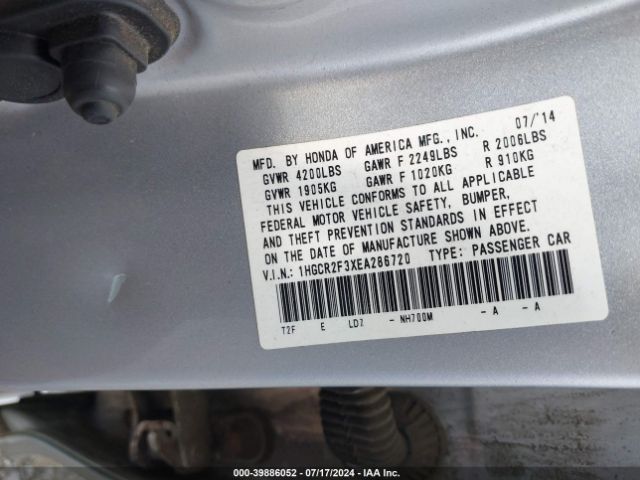 MFD. BY HONDA OF AMERICA MFG., INC. 07/'14
GVWR 4200LBS GAWR F 2249LBS R 2006LBS
GVWR 1905KG GAWR F 1020KG R 910KG
THIS VEHICLE CONFORMS TO ALL APPLICABLE
FEDERAL MOTOR VEHICLE SAFETY, BUMPER,
AND THEFT PREVENTION STANDARDS IN EFFECT
ON THE DATE OF MANUFACTURE SHOWN ABOVE.
V.I.N.: 1HGCR2F3XEA286720 TYPE: PASSENGER CAR
T2F E LDZ - NH700M - A - A
000-39886052 - 07/17/2024 - IAA Inc.